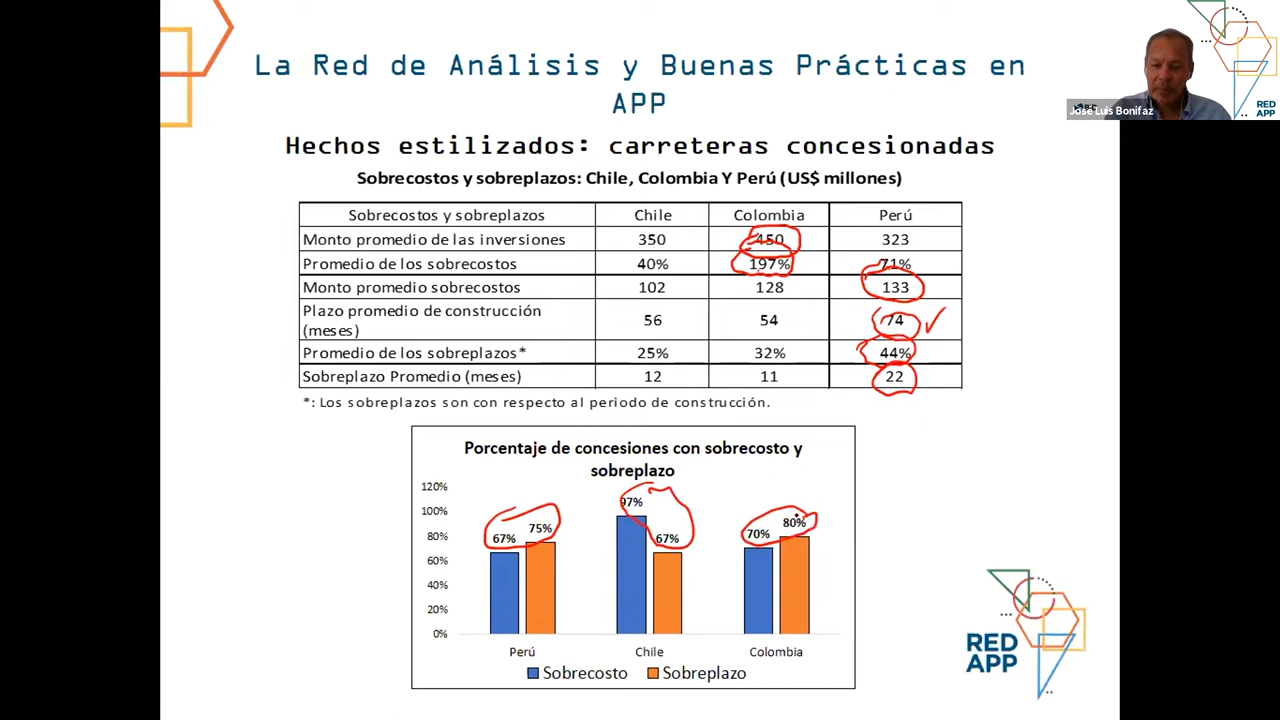 La Red de Análisis y Buenas Prácticas en
APP
José Luis Bonifaz
RED
APP
Hechos estilizados: carreteras concesionadas
Sobrecostos y sobreplazos: Chile, Colombia Y Perú (US$ millones)
Sobrecostos y sobreplazos Chile Colombia Perú
Monto promedio de las inversiones 350 450 323
Promedio de los sobrecostos 40% 197% 71%
Monto promedio sobrecostos 102 128 133
Plazo promedio de construcción
(meses) 56 54 74
Promedio de los sobreplazos* 25% 32% 44%
Sobreplazo Promedio (meses) 12 11 22
*: Los sobreplazos son con respecto al periodo de construcción.
Porcentaje de concesiones con sobrecosto y
sobreplazo
120%
100%
80%
60%
40%
20%
0%
67% 75% 97% 67% 70% 80%
Perú Chile Colombia
Sobrecosto Sobreplazo
RED
APP